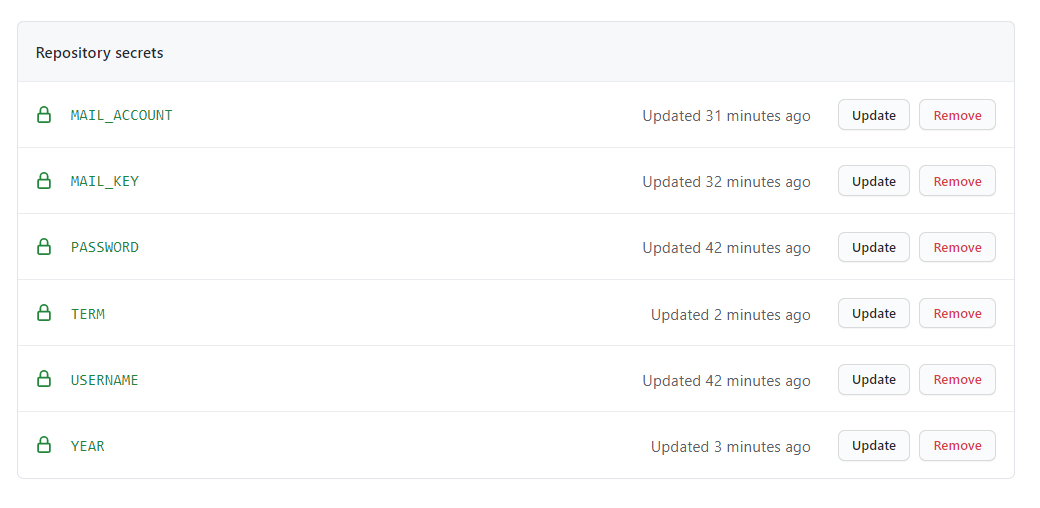 Repository secrets
MAIL_ACCOUNT Updated 31 minutes ago Update Remove
MAIL_KEY Updated 32 minutes ago Update Remove
PASSWORD Updated 42 minutes ago Update Remove
TERM Updated 2 minutes ago Update Remove
USERNAME Updated 42 minutes ago Update Remove
YEAR Updated 3 minutes ago Update Remove